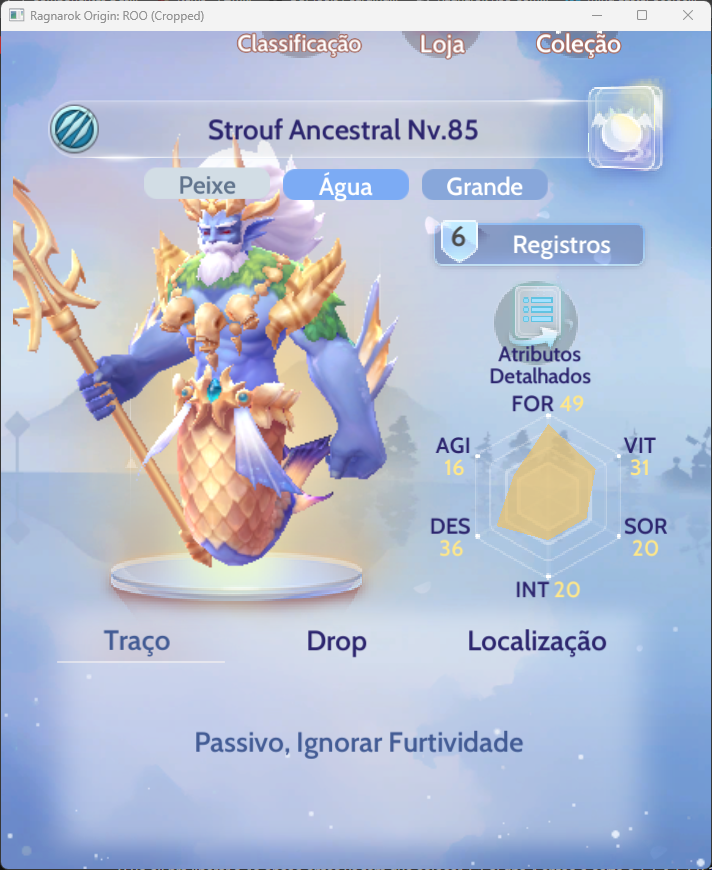 Ragnarok Origin: ROO (Cropped)
Classificação
Loja
Coleção
Strouf Ancestral Nv.85
Peixe
Água
Grande
6
Registros
Atributos
Detalhados
FOR 49
AGI
16
VIT
31
DES
36
SOR
20
INT 20
Traço
Drop
Localização
Passivo, Ignorar Furtividade